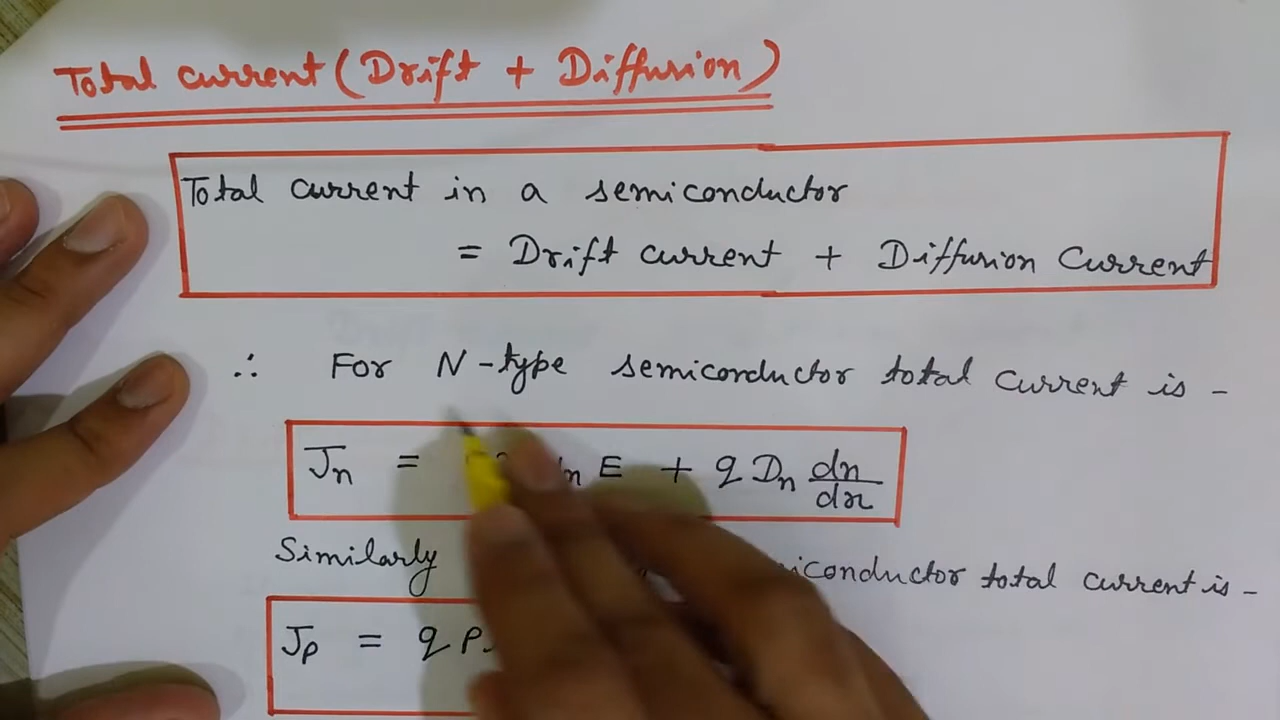 Total current (Drift + Diffusion)
Total current in a semiconductor
= Drift current + Diffusion Current
∴ For N-type semiconductor total current is -
Jn = n E + q Dn dn/dx
Similarly total current is -
Jp = q P